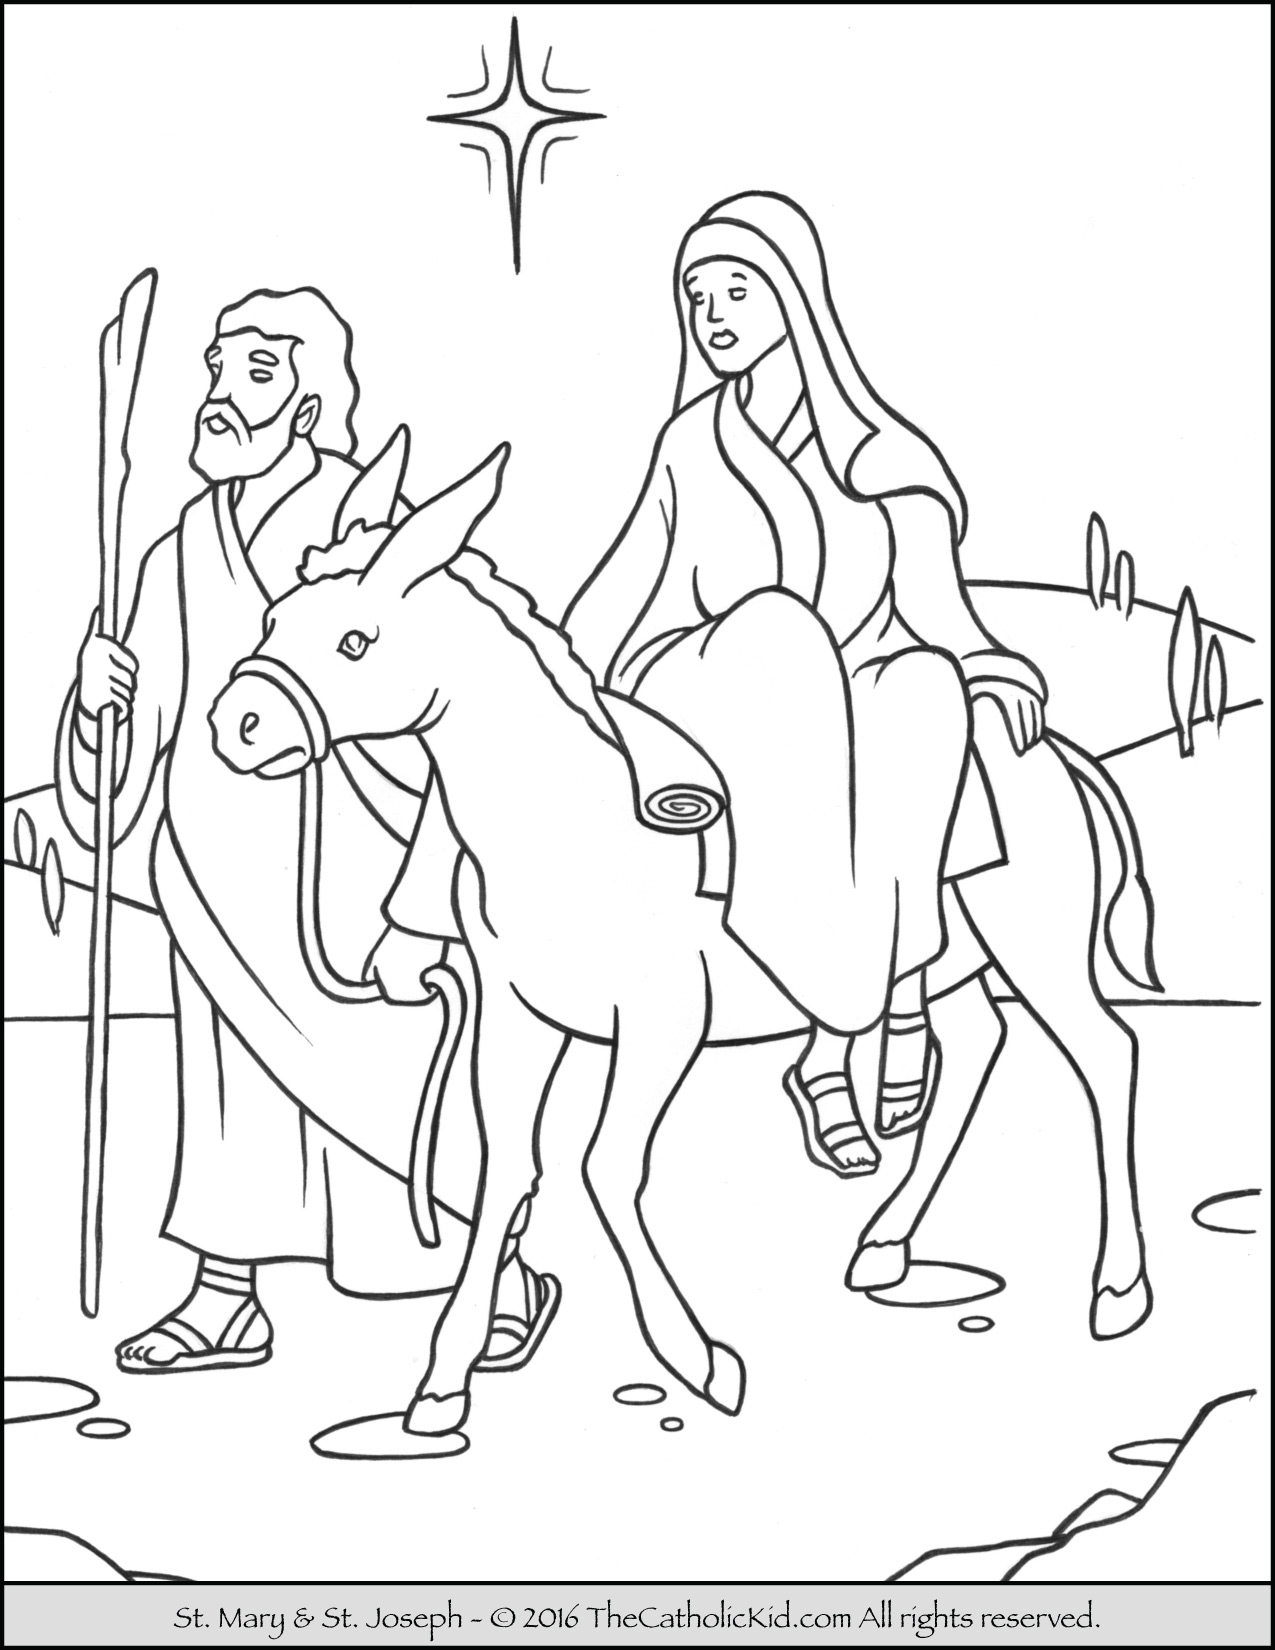 St. Mary & St. Joseph - © 2016 TheCatholicKid.com All rights reserved.